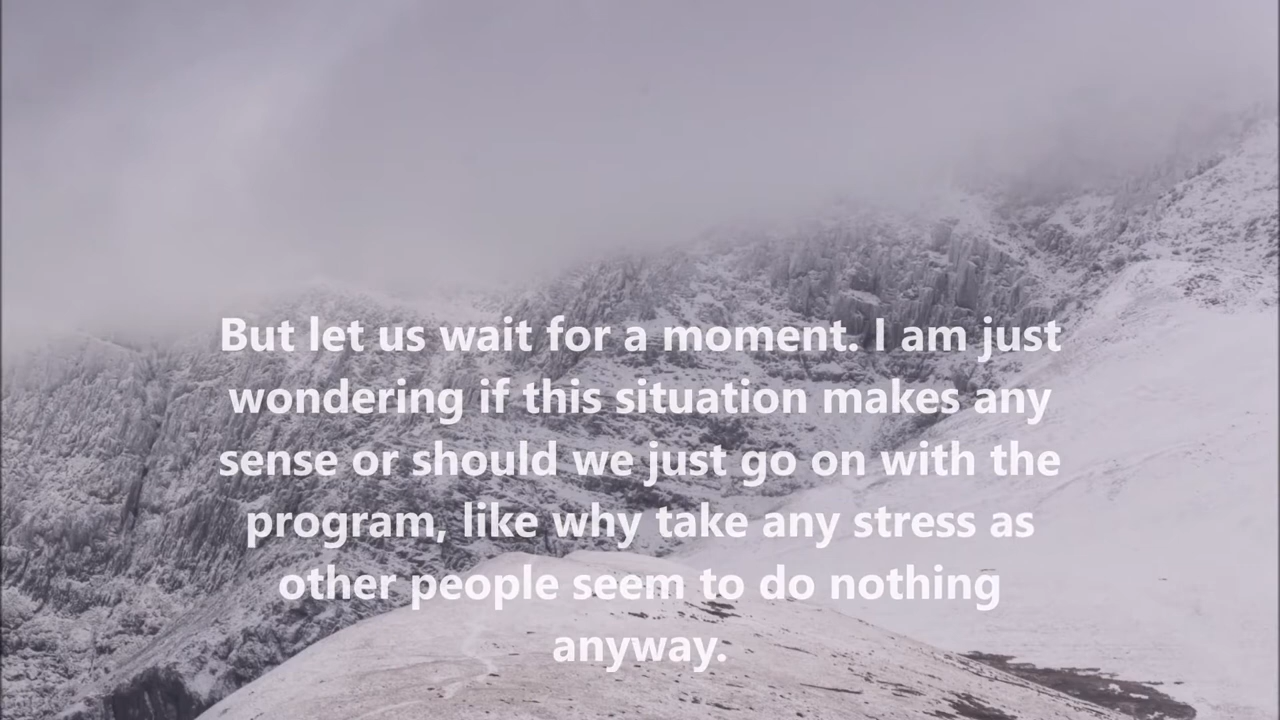 But let us wait for a moment. I am just
wondering if this situation makes any
sense or should we just go on with the
program, like why take any stress as
other people seem to do nothing
anyway.